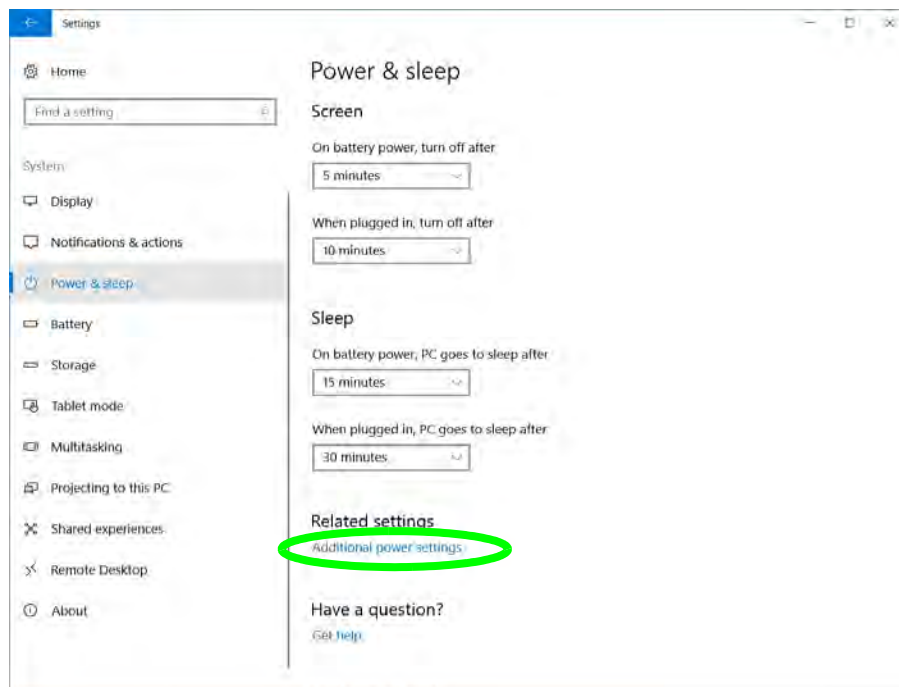 Settings
Home
Find a setting
System
Display
Notifications & actions
Power & sleep
Battery
Storage
Tablet mode
Multitasking
Projecting to this PC
Shared experiences
Remote Desktop
About
Power & sleep
Screen
On battery power, turn off after
5 minutes
When plugged in, turn off after
10 minutes
Sleep
On battery power, PC goes to sleep after
15 minutes
When plugged in, PC goes to sleep after
30 minutes
Related settings
Additional power settings
Have a question?
Get help